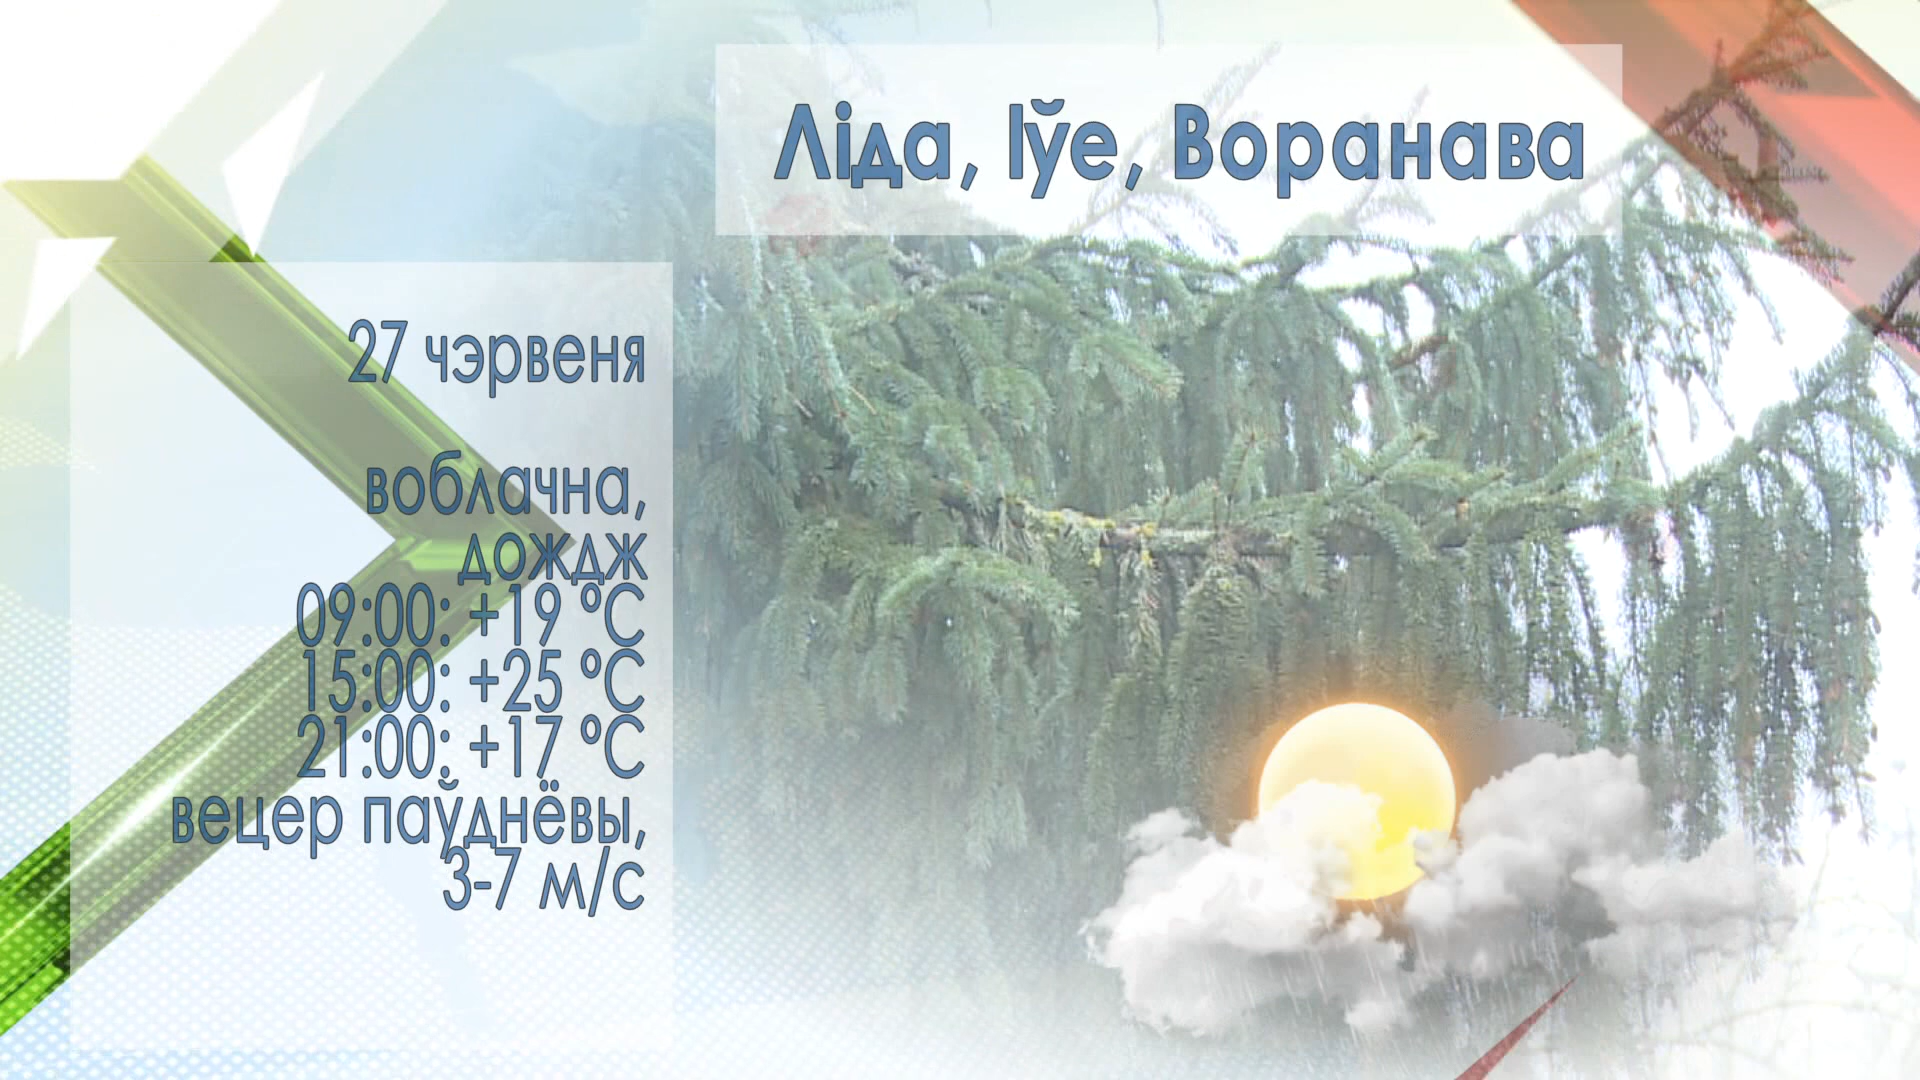 Ліда, Іўе, Воранава
27 чэрвеня
воблачна,
дождж
09:00: +19 °C
15:00: +25 °C
21:00: +17 °C
вецер паўднёвы,
3-7 м/с